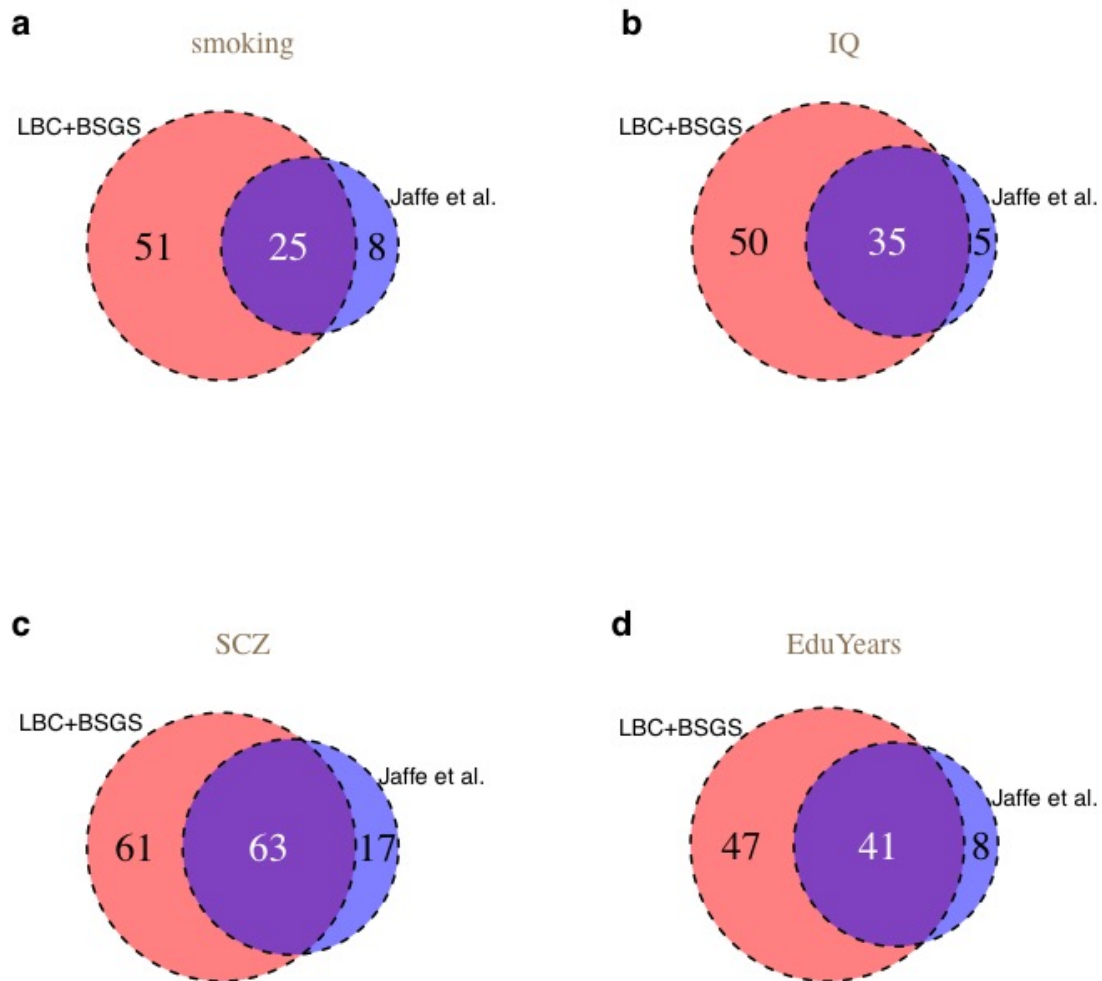 a
smoking
LBC+BSGS
Jaffe et al.
51
25
8
b
IQ
LBC+BSGS
Jaffe et al.
50
35
5
c
SCZ
LBC+BSGS
Jaffe et al.
61
63
17
d
EduYears
LBC+BSGS
Jaffe et al.
47
41
8